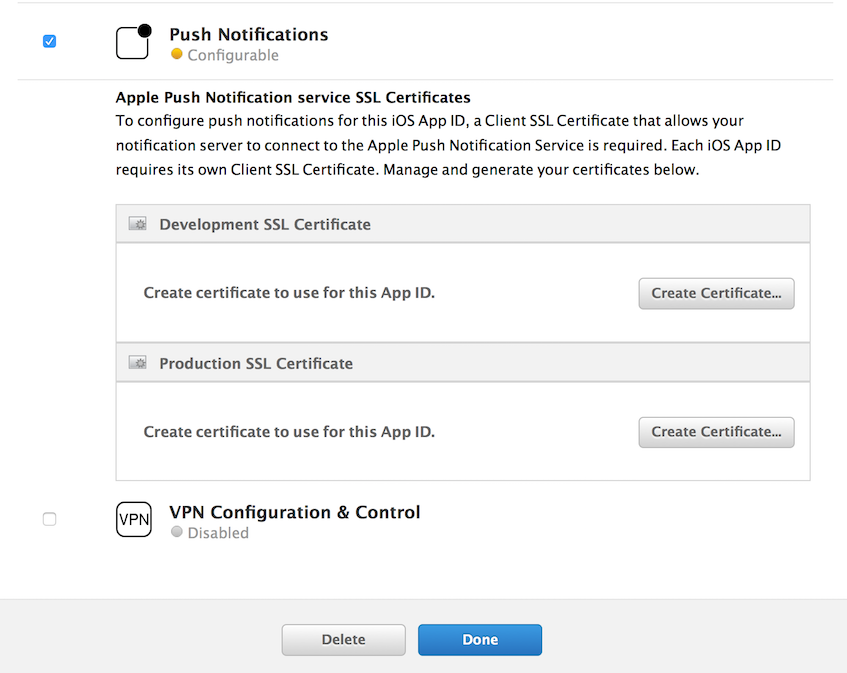 Push Notifications
Configurable
Apple Push Notification service SSL Certificates
To configure push notifications for this iOS App ID, a Client SSL Certificate that allows your
notification server to connect to the Apple Push Notification Service is required. Each iOS App ID
requires its own Client SSL Certificate. Manage and generate your certificates below.
Development SSL Certificate
Create certificate to use for this App ID.
Create Certificate...
Production SSL Certificate
Create certificate to use for this App ID.
Create Certificate...
VPN
VPN Configuration & Control
Disabled
Delete
Done